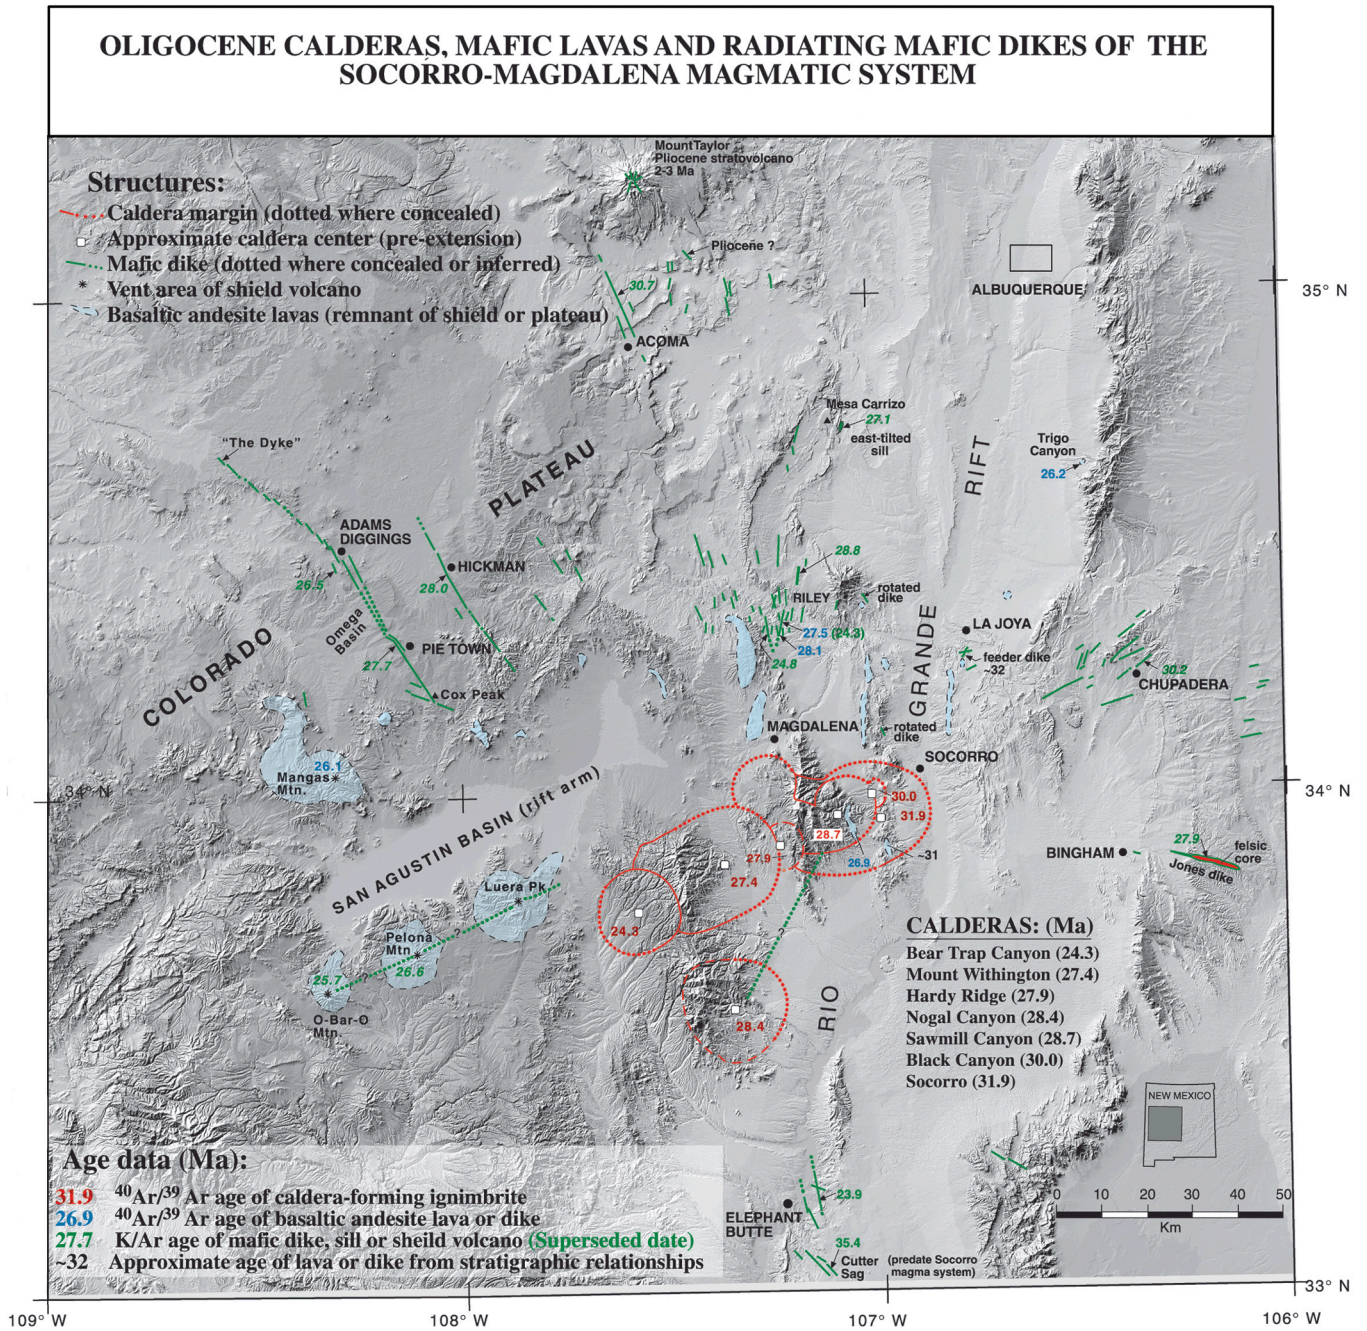 OLIGOCENE CALDERAS, MAFIC LAVAS AND RADIATING MAFIC DIKES OF THE
SOCORRO-MAGDALENA MAGMATIC SYSTEM
Mount Taylor
Pliocene stratovolcano
2-3 Ma
Structures:
Caldera margin (dotted where concealed)
Approximate caldera center (pre-extension)
Mafic dike (dotted where concealed or inferred)
Vent area of shield volcano
Basaltic andesite lavas (remnant of shield or plateau)
Pliocene ?
30.7
ACOMA
ALBUQUERQUE
35° N
Mesa Carrizo
27.1
east-tilted
sill
"The Dyke"
PLATEAU
RIFT
Trigo
Canyon
26.2
ADAMS
DIGGINGS
26.5
HICKMAN
28.0
28.8
RILEY
rotated
dike
27.5 (24.3)
28.1
24.8
Omega
Basin
PIE TOWN
27.7
Cox Peak
COLORADO
GRANDE
LA JOYA
feeder dike
~32
30.2
CHUPADERA
MAGDALENA
rotated
dike
SOCORRO
26.1
Mangas
Mtn.
34° N
34° N
SAN AGUSTIN BASIN (rift arm)
30.0
31.9
28.7
26.9
~31
27.9
27.4
24.3
BINGHAM
27.9
felsic
core
Jones dike
Luera Pk.
?
Pelona
Mtn.
26.6
?
25.7
O-Bar-O
Mtn.
?
28.4
RIO
CALDERAS: (Ma)
Bear Trap Canyon (24.3)
Mount Withington (27.4)
Hardy Ridge (27.9)
Nogal Canyon (28.4)
Sawmill Canyon (28.7)
Black Canyon (30.0)
Socorro (31.9)
NEW MEXICO
0 10 20 30 40 50
Km
Age data (Ma):
31.9 40Ar/39 Ar age of caldera-forming ignimbrite
26.9 40Ar/39 Ar age of basaltic andesite lava or dike
27.7 K/Ar age of mafic dike, sill or sheild volcano (Superseded date)
~32 Approximate age of lava or dike from stratigraphic relationships
23.9
ELEPHANT
BUTTE
35.4
Cutter
Sag
(predate Socorro
magma system)
33° N
109° W
108° W
107° W
106° W